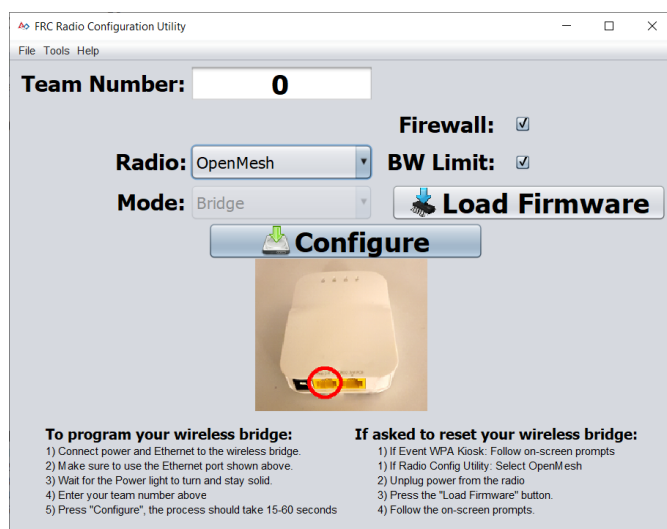 FRC Radio Configuration Utility
File Tools Help
Team Number: 0
Firewall:
Radio: OpenMesh BW Limit:
Mode: Bridge Load Firmware
Configure
To program your wireless bridge:
1) Connect power and Ethernet to the wireless bridge.
2) Make sure to use the Ethernet port shown above.
3) Wait for the Power light to turn and stay solid.
4) Enter your team number above
5) Press "Configure", the process should take 15-60 seconds
If asked to reset your wireless bridge:
1) If Event WPA Kiosk: Follow on-screen prompts
1) If Radio Config Utility: Select OpenMesh
2) Unplug power from the radio
3) Press the "Load Firmware" button.
4) Follow the on-screen prompts.